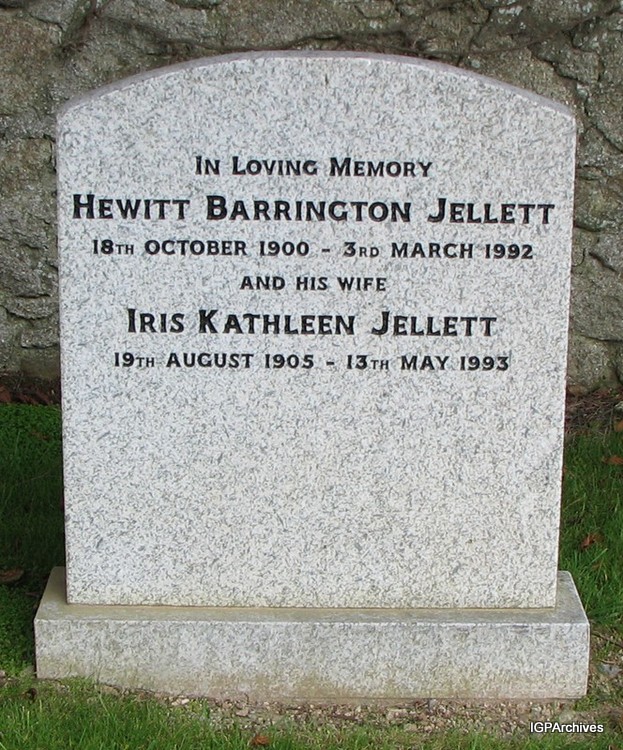 In Loving Memory
Hewitt Barrington Jellett
18th OCTOBER 1900 - 3rd MARCH 1992
AND HIS WIFE
Iris Kathleen Jellett
19th AUGUST 1905 - 13th MAY 1993
IGPArchives